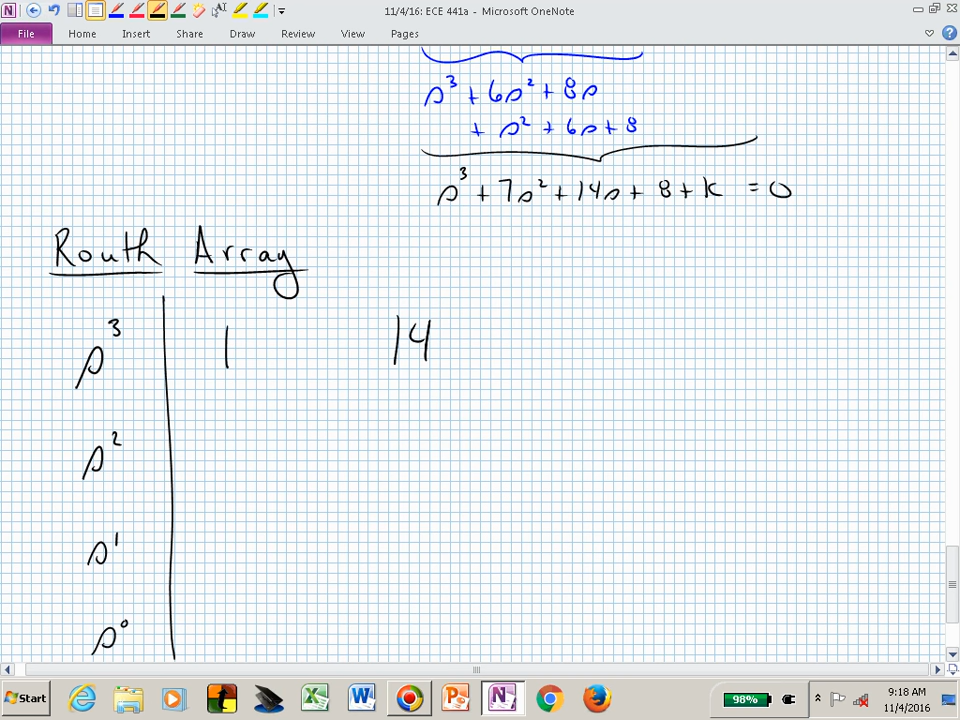 11/4/16: ECE 441a - Microsoft OneNote
File Home Insert Share Draw Review View Pages
s³ + 6s² + 8s
+ s² + 6s + 8
s³ + 7s² + 14s + 8 + k = 0
Routh Array
s³ 1 14
s²
s¹
s⁰
Start
98%
9:18 AM
11/4/2016